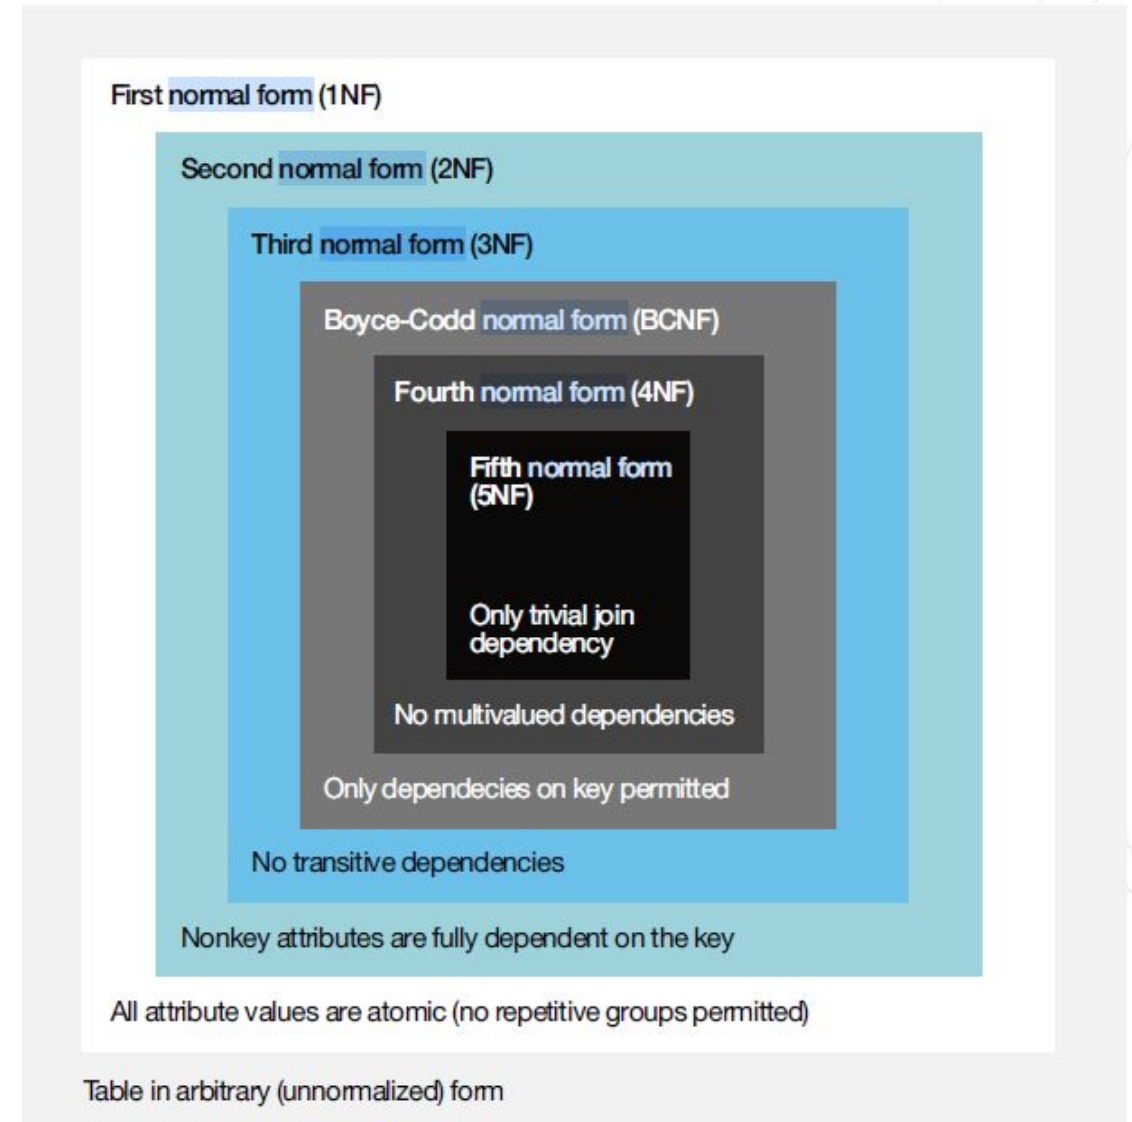 First normal form (1NF)
Second normal form (2NF)
Third normal form (3NF)
Boyce-Codd normal form (BCNF)
Fourth normal form (4NF)
Fifth normal form
(5NF)
Only trivial join
dependency
No multivalued dependencies
Only dependecies on key permitted
No transitive dependencies
Nonkey attributes are fully dependent on the key
All attribute values are atomic (no repetitive groups permitted)
Table in arbitrary (unnormalized) form